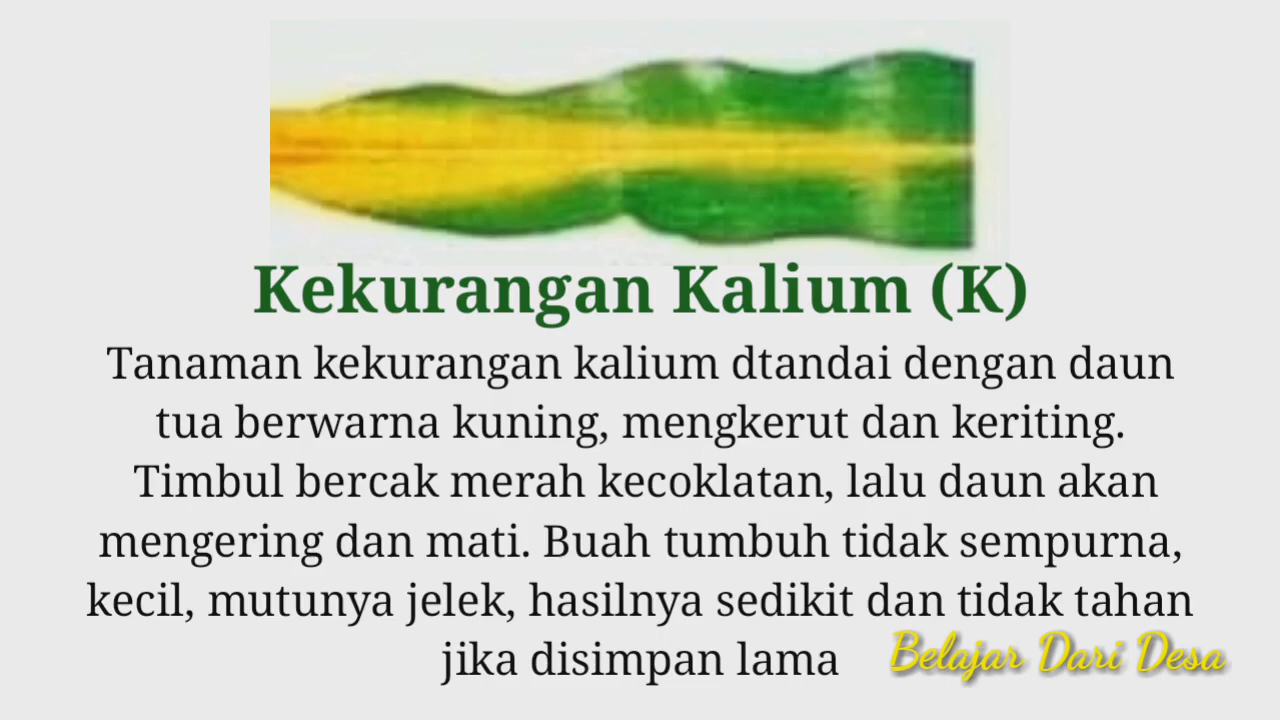 Kekurangan Kalium (K)
Tanaman kekurangan kalium dtandai dengan daun
tua berwarna kuning, mengkerut dan keriting.
Timbul bercak merah kecoklatan, lalu daun akan
mengering dan mati. Buah tumbuh tidak sempurna,
kecil, mutunya jelek, hasilnya sedikit dan tidak tahan
jika disimpan lama
Belajar Dari Desa